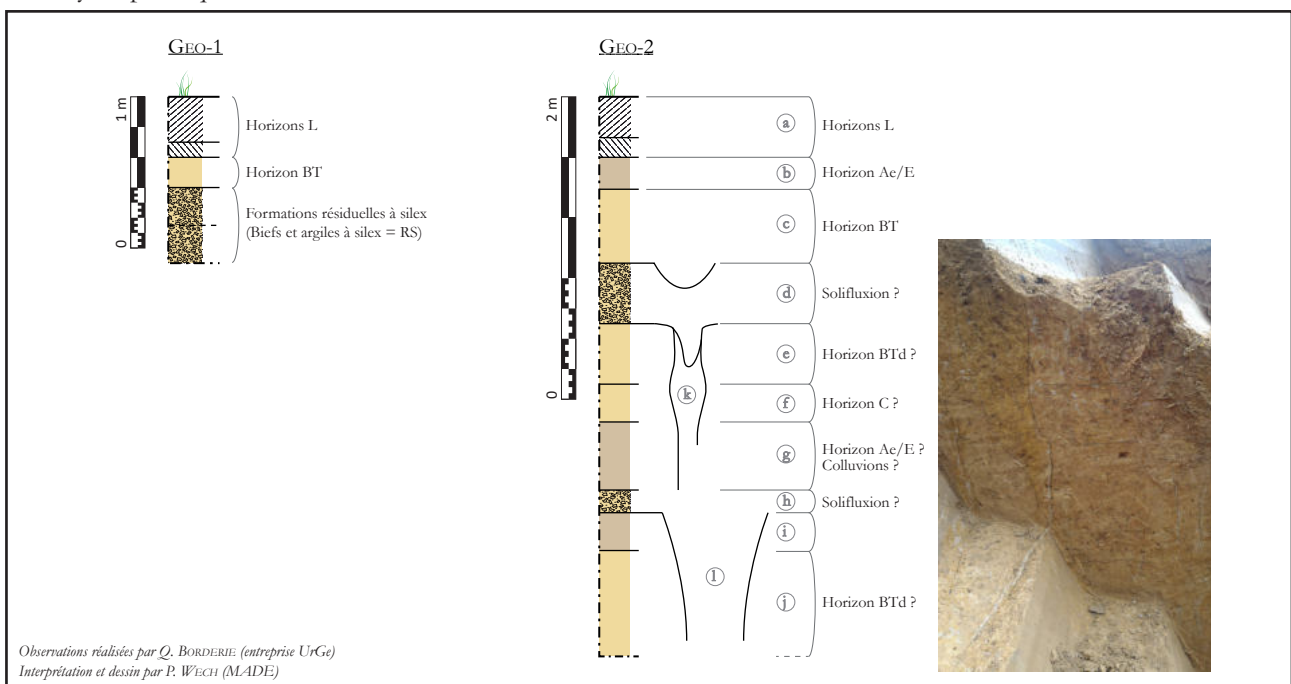 GEO-1
1 m
0
Horizons L
Horizon BT
Formations résiduelles à silex
(Biefs et argiles à silex = RS)
GEO-2
2 m
0
a
Horizons L
b
Horizon Ae/E
c
Horizon BT
d
Solifluxion ?
e
Horizon BTd ?
k
f
Horizon C ?
g
Horizon Ae/E ?
Colluvions ?
h
Solifluxion ?
i
l
j
Horizon BTd ?
Observations réalisées par Q. BORDERIE (entreprise UrGe)
Interprétation et dessin par P. WECH (MADE)